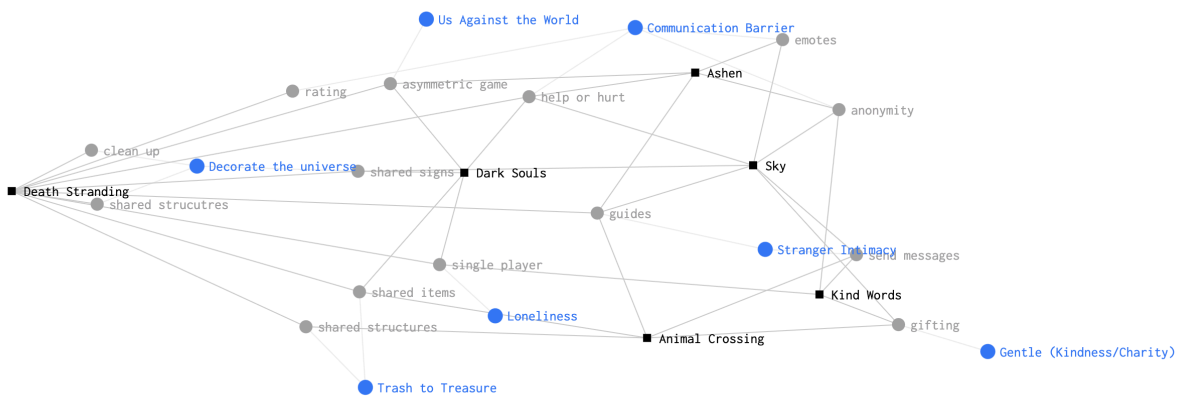 Us Against the World
Communication Barrier
emotes
Ashen
asymmetric game
rating
help or hurt
anonymity
clean up
Decorate the universe
shared signs
Dark Souls
Sky
Death Stranding
shared strucutres
guides
Stranger Intimacy
send messages
single player
shared items
Kind Words
Loneliness
shared structures
gifting
Animal Crossing
Gentle (Kindness/Charity)
Trash to Treasure